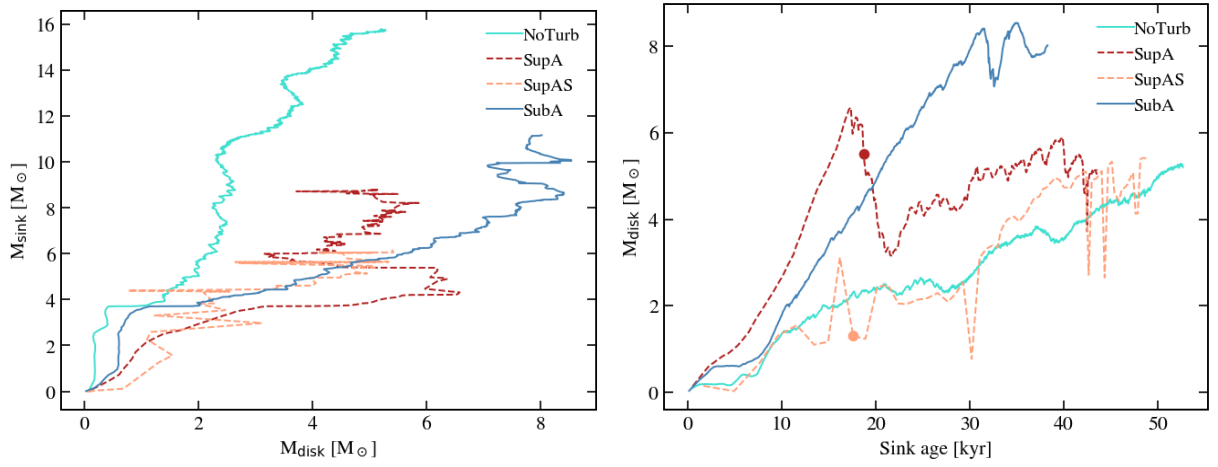 16
14
12
10
8
6
4
2
0
M_sink [M_⊙]
NoTurb
SupA
SupAS
SubA
0
2
4
6
8
M_disk [M_⊙]
8
6
4
2
0
M_disk [M_⊙]
NoTurb
SupA
SupAS
SubA
0
10
20
30
40
50
Sink age [kyr]